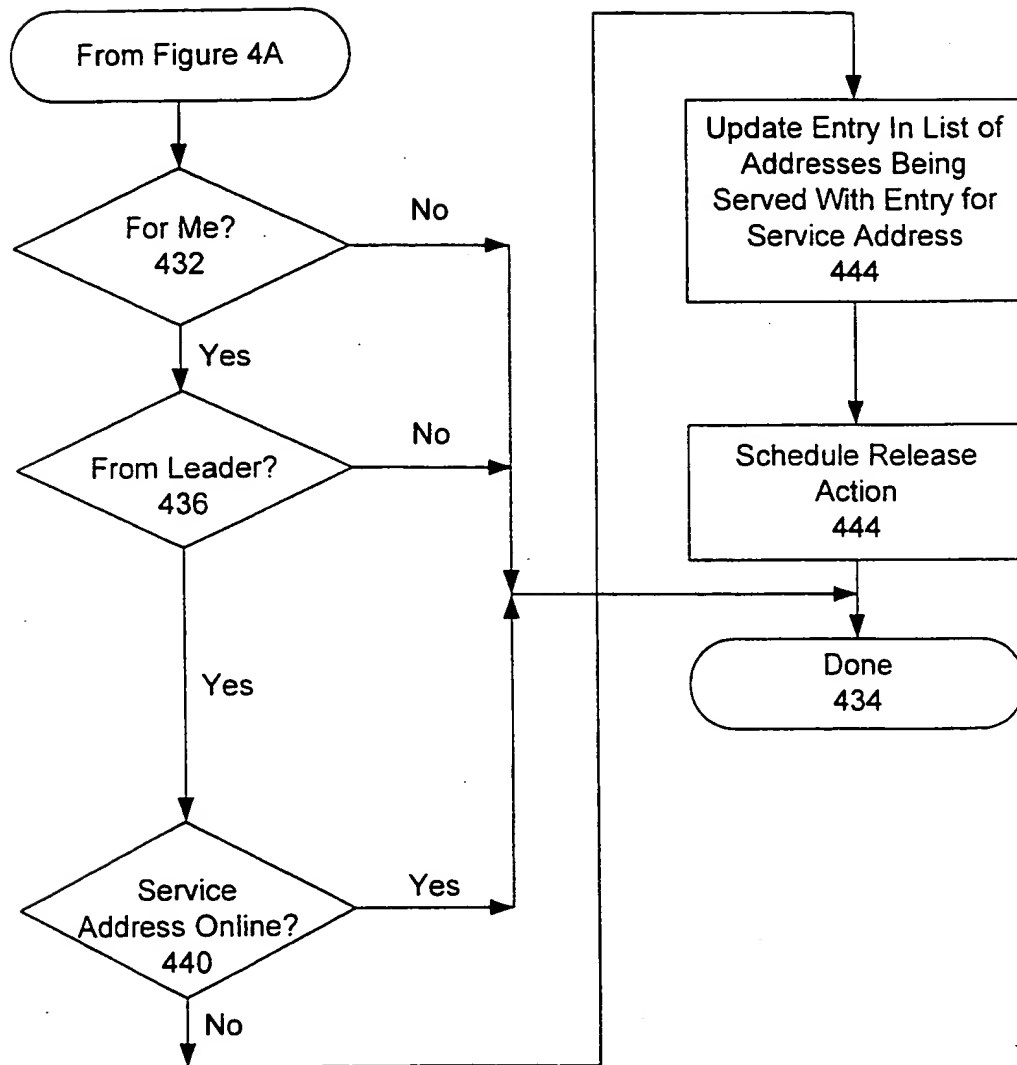 From Figure 4A
For Me?
432
No
Yes
From Leader?
436
No
Yes
Service
Address Online?
440
Yes
No
Update Entry In List of
Addresses Being
Served With Entry for
Service Address
444
Schedule Release
Action
444
Done
434